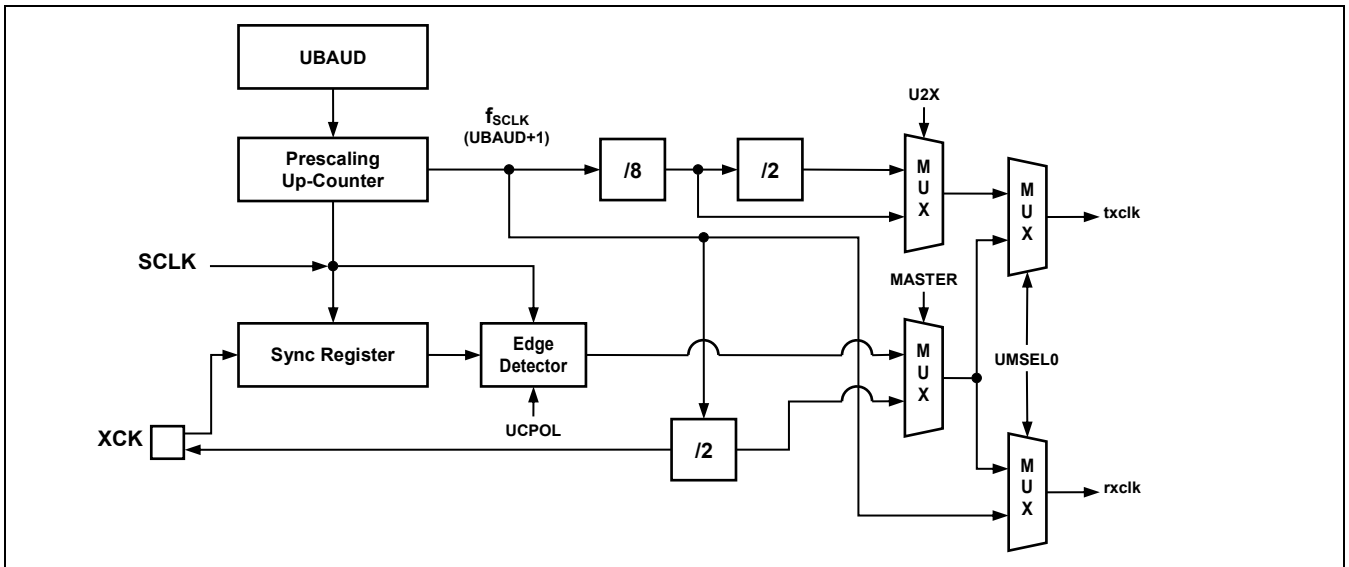 UBAUD
Prescaling
Up-Counter
fSCLK
(UBAUD+1)
/8
/2
U2X
M
U
X
M
U
X
txclk
SCLK
MASTER
Sync Register
Edge
Detector
M
U
X
UMSEL0
XCK
UCPOL
/2
M
U
X
rxclk